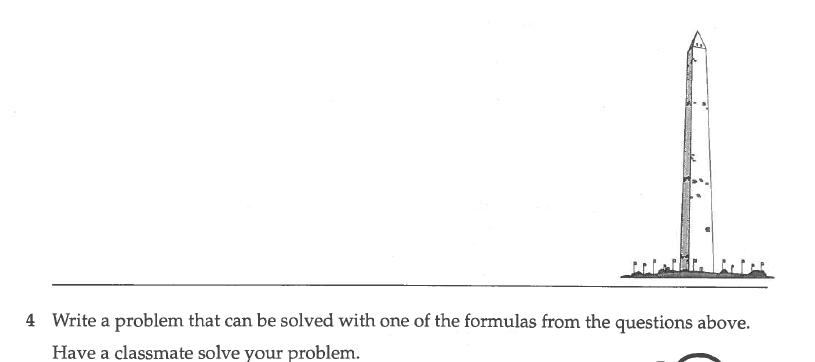 4 Write a problem that can be solved with one of the formulas from the questions above.
Have a classmate solve your problem.